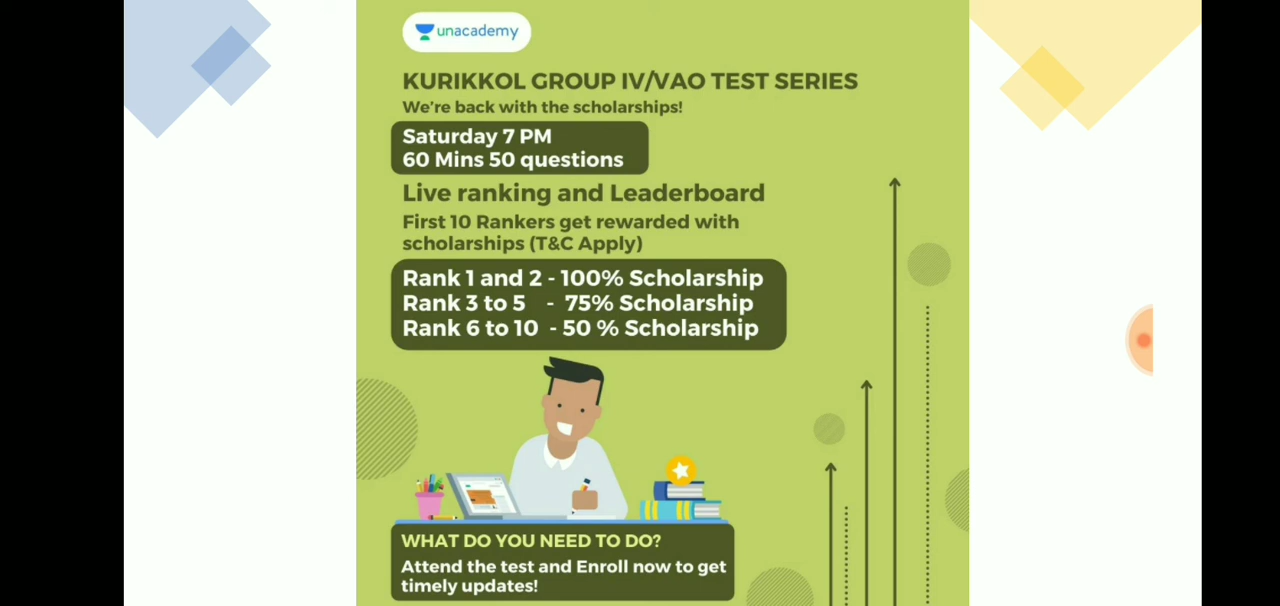 unacademy
KURIKKOL GROUP IV/VAO TEST SERIES
We're back with the scholarships!
Saturday 7 PM
60 Mins 50 questions
Live ranking and Leaderboard
First 10 Rankers get rewarded with
scholarships (T&C Apply)
Rank 1 and 2 - 100% Scholarship
Rank 3 to 5 - 75% Scholarship
Rank 6 to 10 - 50 % Scholarship
WHAT DO YOU NEED TO DO?
Attend the test and Enroll now to get
timely updates!